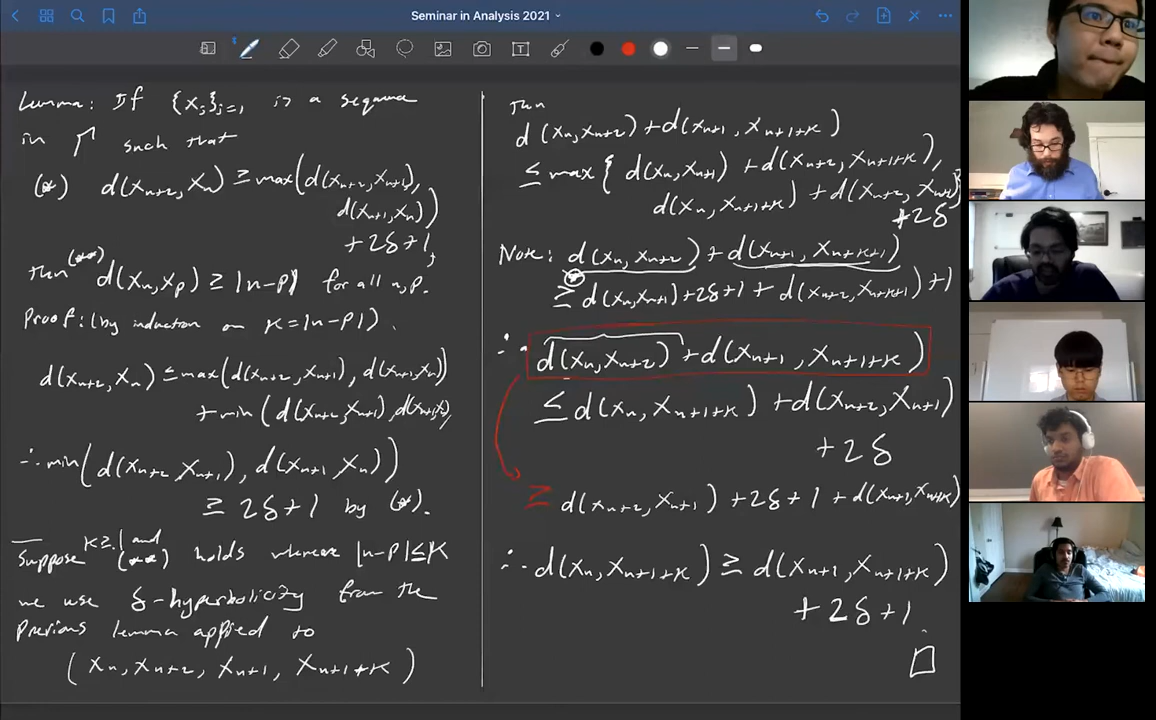 Seminar in Analysis 2021
Lemma: If {x_j}_{j=1} is a sequence
in Γ such that
(*) d(x_{n+2}, x_n) ≥ max(d(x_{n+2}, x_{n+1}),
d(x_{n+1}, x_n))
+ 2δ + 1,
then (**) d(x_n, x_p) ≥ |n-p| for all n, p.
Proof: (by induction on K = |n-p|).
d(x_{n+2}, x_n) ≤ max(d(x_{n+2}, x_{n+1}), d(x_{n+1}, x_n))
+ min(d(x_{n+2}, x_{n+1}), d(x_{n+1}, x_n))
∴ min(d(x_{n+2}, x_{n+1}), d(x_{n+1}, x_n))
≥ 2δ + 1 by (*).
Suppose K ≥ 1 and (**) holds whenever |n-p| ≤ K
we use δ-hyperbolicity from the
previous lemma applied to
(x_n, x_{n+2}, x_{n+1}, x_{n+1+K})
Then
d(x_n, x_{n+2}) + d(x_{n+1}, x_{n+1+K})
≤ max{ d(x_n, x_{n+1}) + d(x_{n+2}, x_{n+1+K}),
d(x_n, x_{n+1+K}) + d(x_{n+2}, x_{n+1})}
+ 2δ
Note: d(x_n, x_{n+2}) + d(x_{n+1}, x_{n+K+1})
≥ d(x_n, x_{n+1}) + 2δ + 1 + d(x_{n+2}, x_{n+K+1}) + 1
∴ d(x_n, x_{n+2}) + d(x_{n+1}, x_{n+1+K})
≤ d(x_n, x_{n+1+K}) + d(x_{n+2}, x_{n+1})
+ 2δ
≥ d(x_{n+2}, x_{n+1}) + 2δ + 1 + d(x_{n+1}, x_{n+1+K})
∴ d(x_n, x_{n+1+K}) ≥ d(x_{n+1}, x_{n+1+K})
+ 2δ + 1